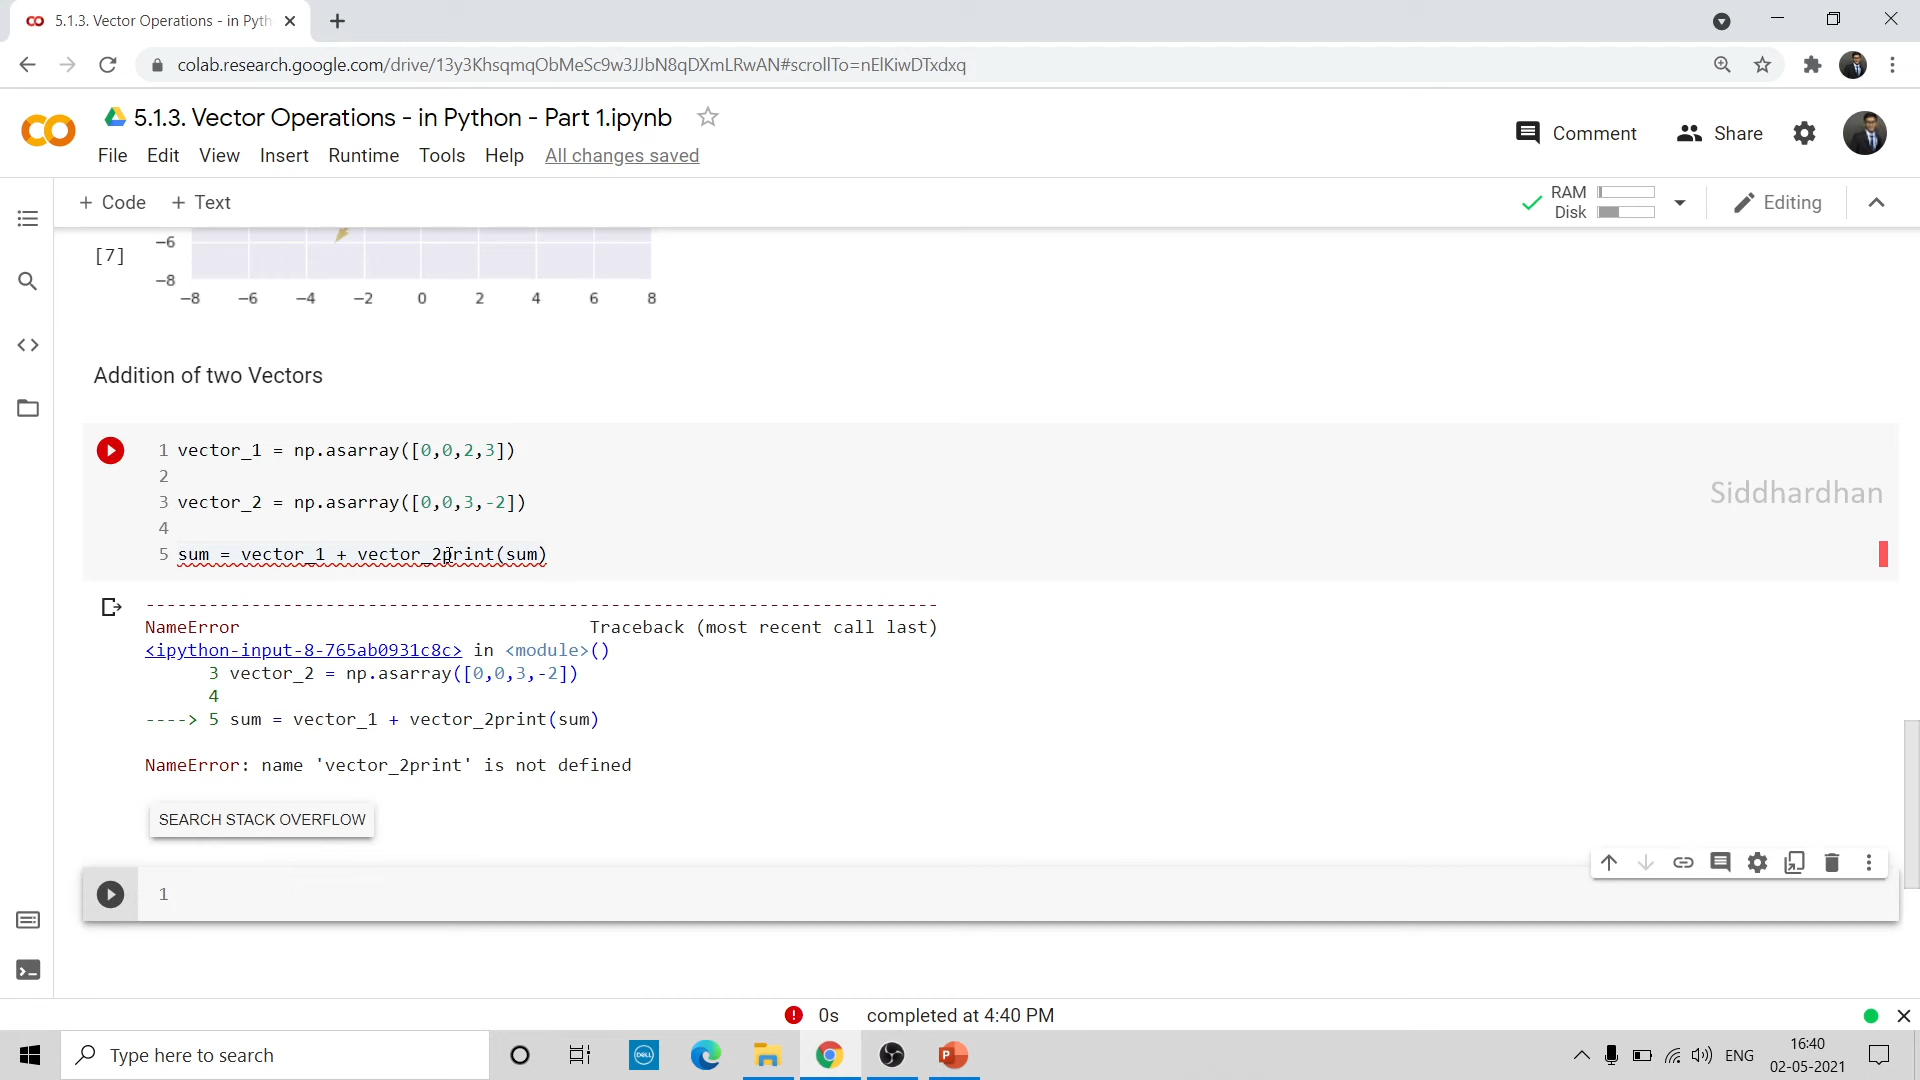 5.1.3. Vector Operations - in Pyth
colab.research.google.com/drive/13y3KhsqmqObMeSc9w3JJbN8qDXmLRwAN#scrollTo=nElKiwDTxdxq
5.1.3. Vector Operations - in Python - Part 1.ipynb
Comment
Share
File Edit View Insert Runtime Tools Help All changes saved
+ Code + Text
RAM
Disk
Editing
[7]
−6
−8
−8 −6 −4 −2 0 2 4 6 8
Addition of two Vectors
1 vector_1 = np.asarray([0,0,2,3])
2
3 vector_2 = np.asarray([0,0,3,-2])
4
5 sum = vector_1 + vector_2print(sum)
Siddhardhan
---------------------------------------------------------------------------
NameError Traceback (most recent call last)
<ipython-input-8-765ab0931c8c> in <module>()
3 vector_2 = np.asarray([0,0,3,-2])
4
----> 5 sum = vector_1 + vector_2print(sum)
NameError: name 'vector_2print' is not defined
SEARCH STACK OVERFLOW
1
0s completed at 4:40 PM
Type here to search
DELL
P
ENG
16:40
02-05-2021